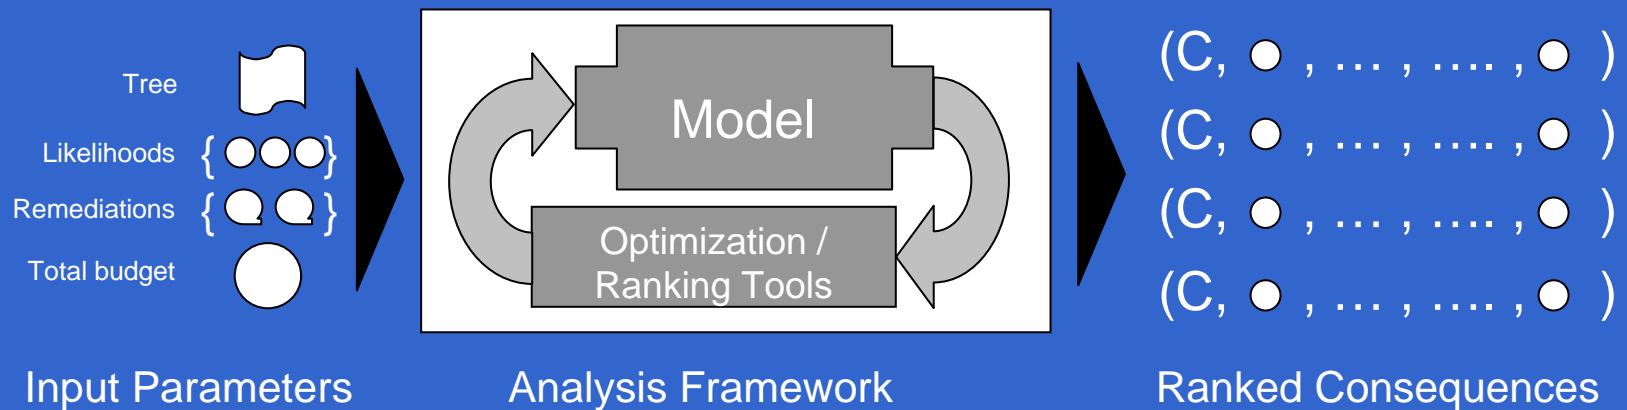 Tree
Likelihoods { }
Remediations { }
Total budget
Input Parameters
Model
Optimization /
Ranking Tools
Analysis Framework
(C, , … , …. , )
(C, , … , …. , )
(C, , … , …. , )
(C, , … , …. , )
Ranked Consequences